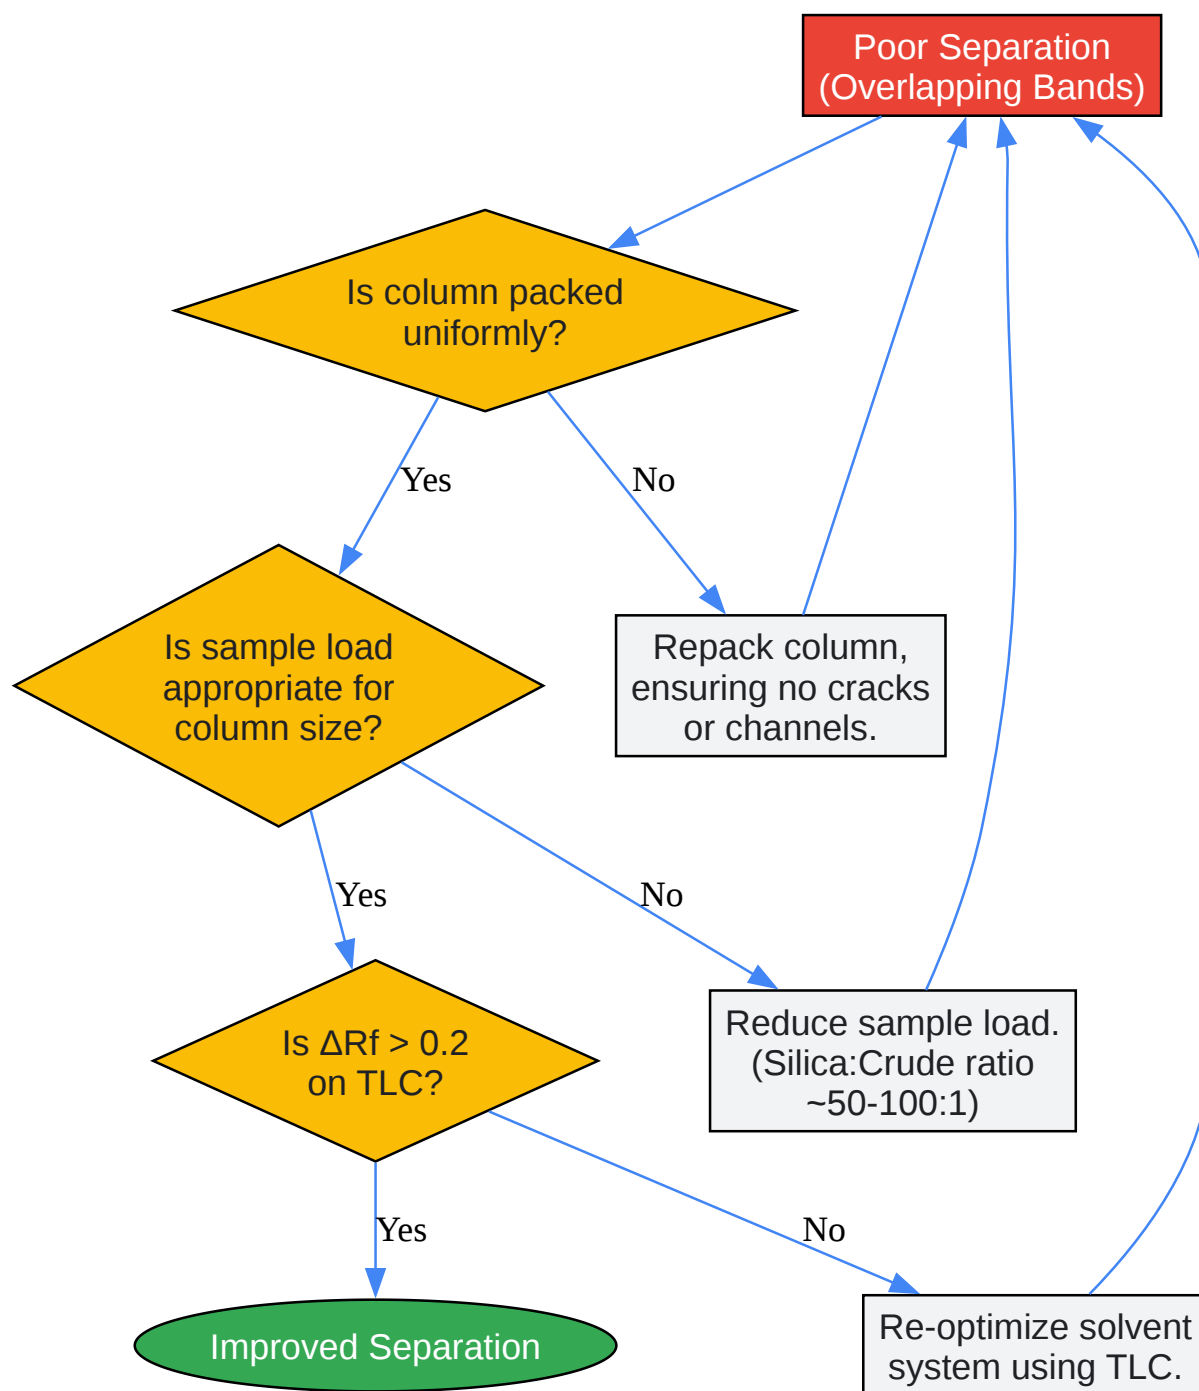 Poor Separation
(Overlapping Bands)
Is column packed
uniformly?
Yes
No
Is sample load
appropriate for
column size?
Repack column,
ensuring no cracks
or channels.
Yes
No
Is ΔRf > 0.2
on TLC?
Reduce sample load.
(Silica:Crude ratio
~50-100:1)
Yes
No
Improved Separation
Re-optimize solvent
system using TLC.